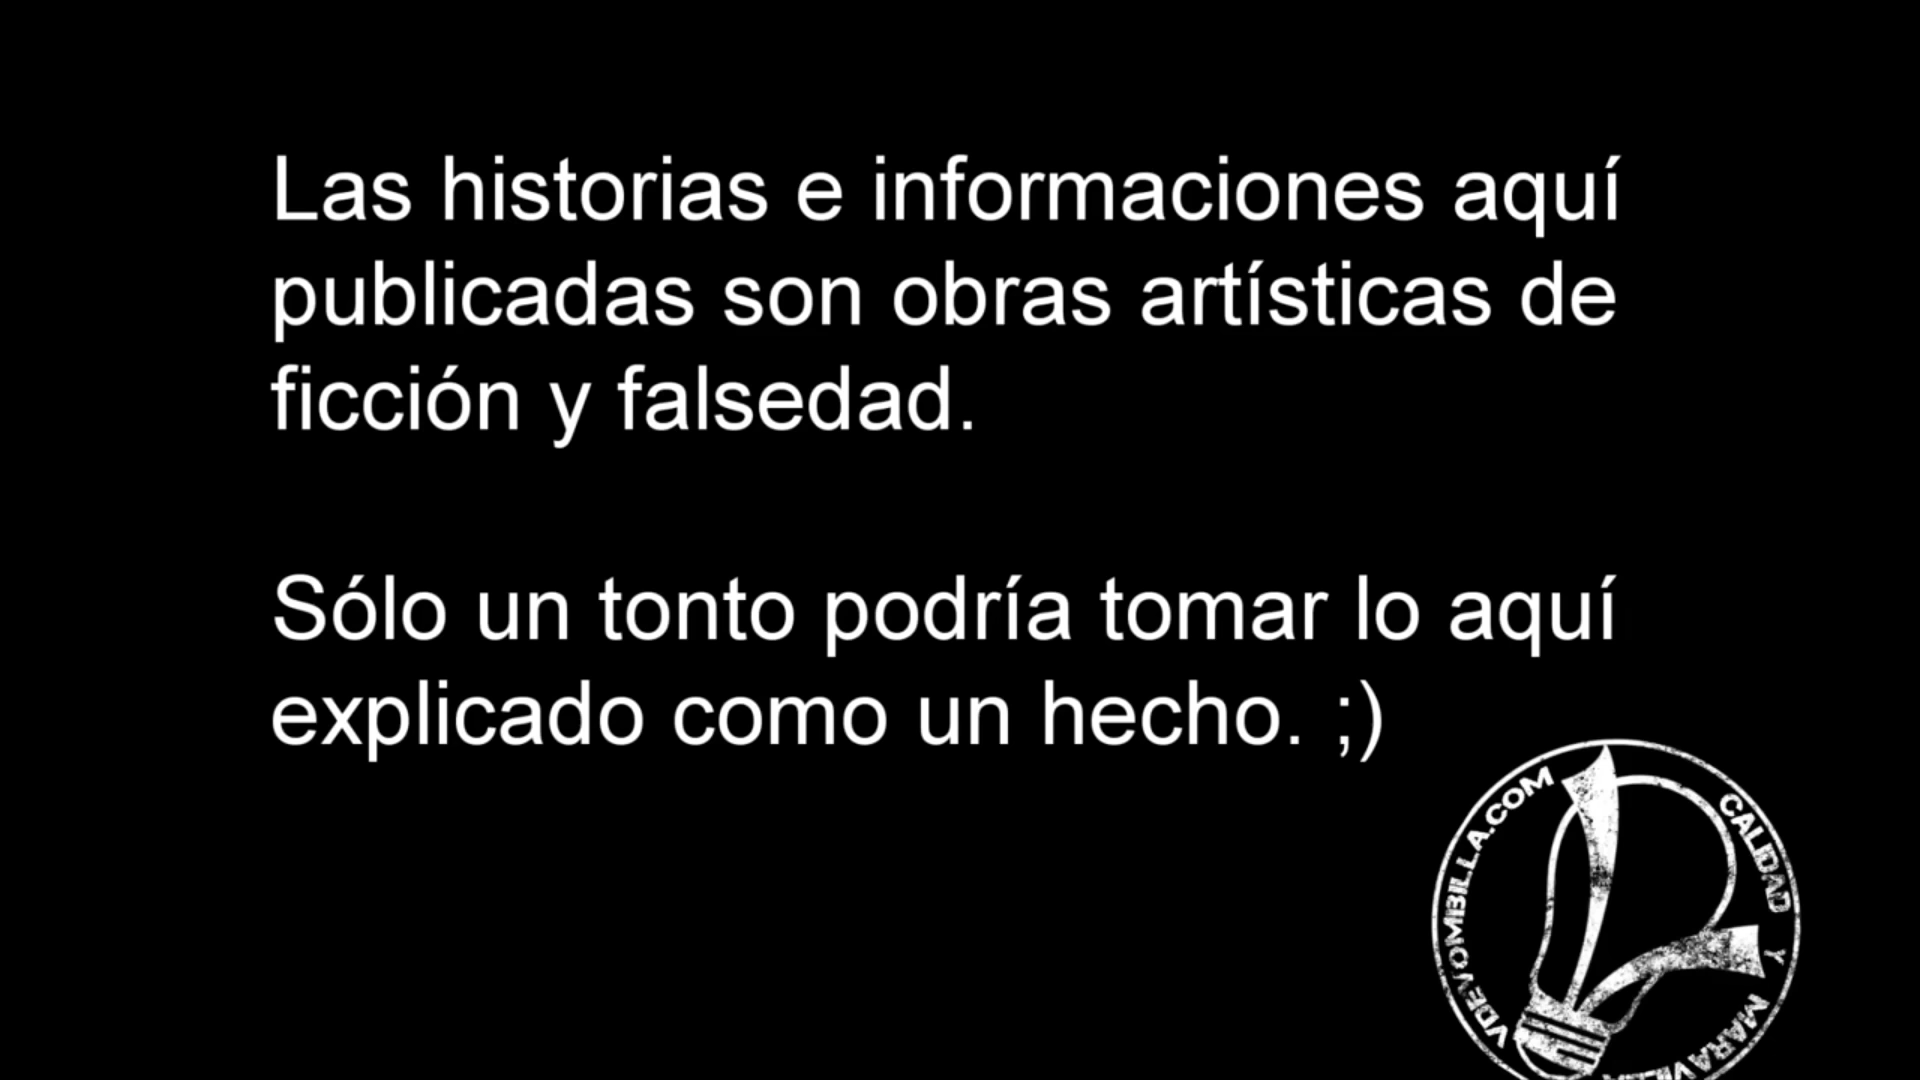 Las historias e informaciones aquí
publicadas son obras artísticas de
ficción y falsedad.
Sólo un tonto podría tomar lo aquí
explicado como un hecho. ;)
VDEVOMBILLA.COM
CALIDAD Y